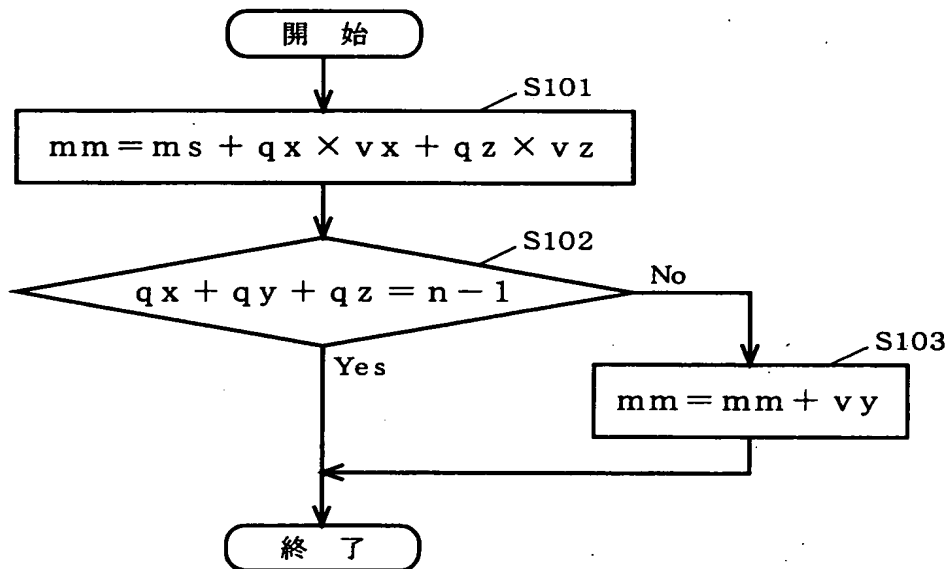 開 始
S101
mm=ms+qx×vx+qz×vz
S102
qx+qy+qz=n-1
No
Yes
S103
mm=mm+vy
終 了